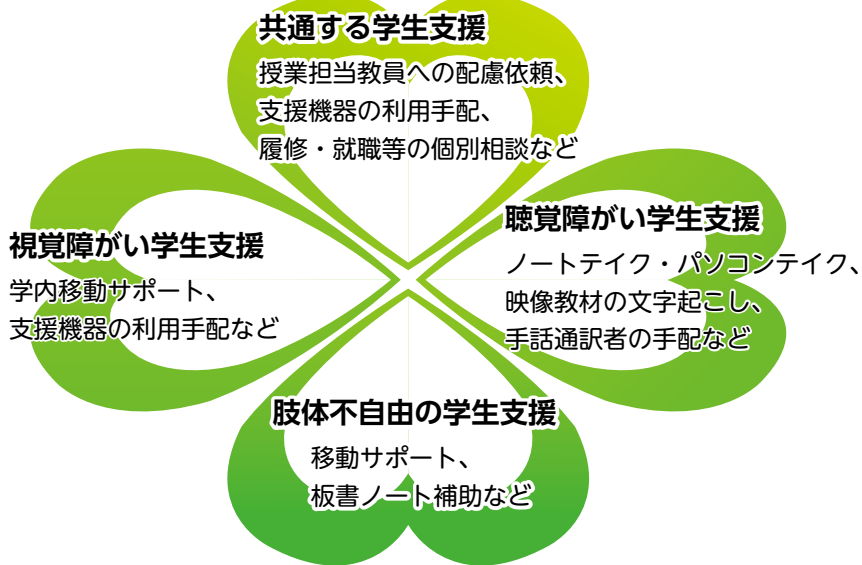 共通する学生支援
授業担当教員への配慮依頼、
支援機器の利用手配、
履修・就職等の個別相談など
視覚障がい学生支援
学内移動サポート、
支援機器の利用手配など
聴覚障がい学生支援
ノートテイク・パソコンテイク、
映像教材の文字起こし、
手話通訳者の手配など
肢体不自由の学生支援
移動サポート、
板書ノート補助など